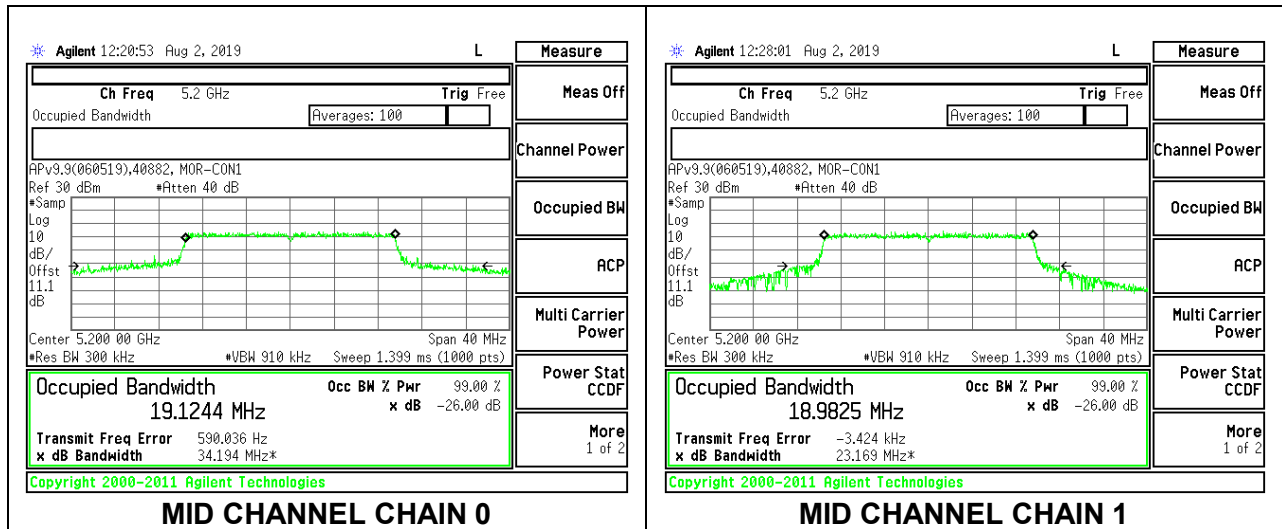 Agilent 12:20:53 Aug 2, 2019 L
Measure
Ch Freq 5.2 GHz Trig Free
Occupied Bandwidth Averages: 100
Meas Off
Channel Power
APv9.9(060519),40882, MOR-CON1
Ref 30 dBm #Atten 40 dB
#Samp
Log
10
dB/
Offst
11.1
dB
Occupied BW
ACP
Multi Carrier
Power
Center 5.200 00 GHz Span 40 MHz
#Res BW 300 kHz #VBW 910 kHz Sweep 1.399 ms (1000 pts)
Power Stat
CCDF
Occupied Bandwidth Occ BW % Pwr 99.00 %
19.1244 MHz x dB -26.00 dB
Transmit Freq Error 590.036 Hz
x dB Bandwidth 34.194 MHz*
More
1 of 2
Copyright 2000-2011 Agilent Technologies
MID CHANNEL CHAIN 0
Agilent 12:28:01 Aug 2, 2019 L
Measure
Ch Freq 5.2 GHz Trig Free
Occupied Bandwidth Averages: 100
Meas Off
Channel Power
APv9.9(060519),40882, MOR-CON1
Ref 30 dBm #Atten 40 dB
#Samp
Log
10
dB/
Offst
11.1
dB
Occupied BW
ACP
Multi Carrier
Power
Center 5.200 00 GHz Span 40 MHz
#Res BW 300 kHz #VBW 910 kHz Sweep 1.399 ms (1000 pts)
Power Stat
CCDF
Occupied Bandwidth Occ BW % Pwr 99.00 %
18.9825 MHz x dB -26.00 dB
Transmit Freq Error -3.424 kHz
x dB Bandwidth 23.169 MHz*
More
1 of 2
Copyright 2000-2011 Agilent Technologies
MID CHANNEL CHAIN 1